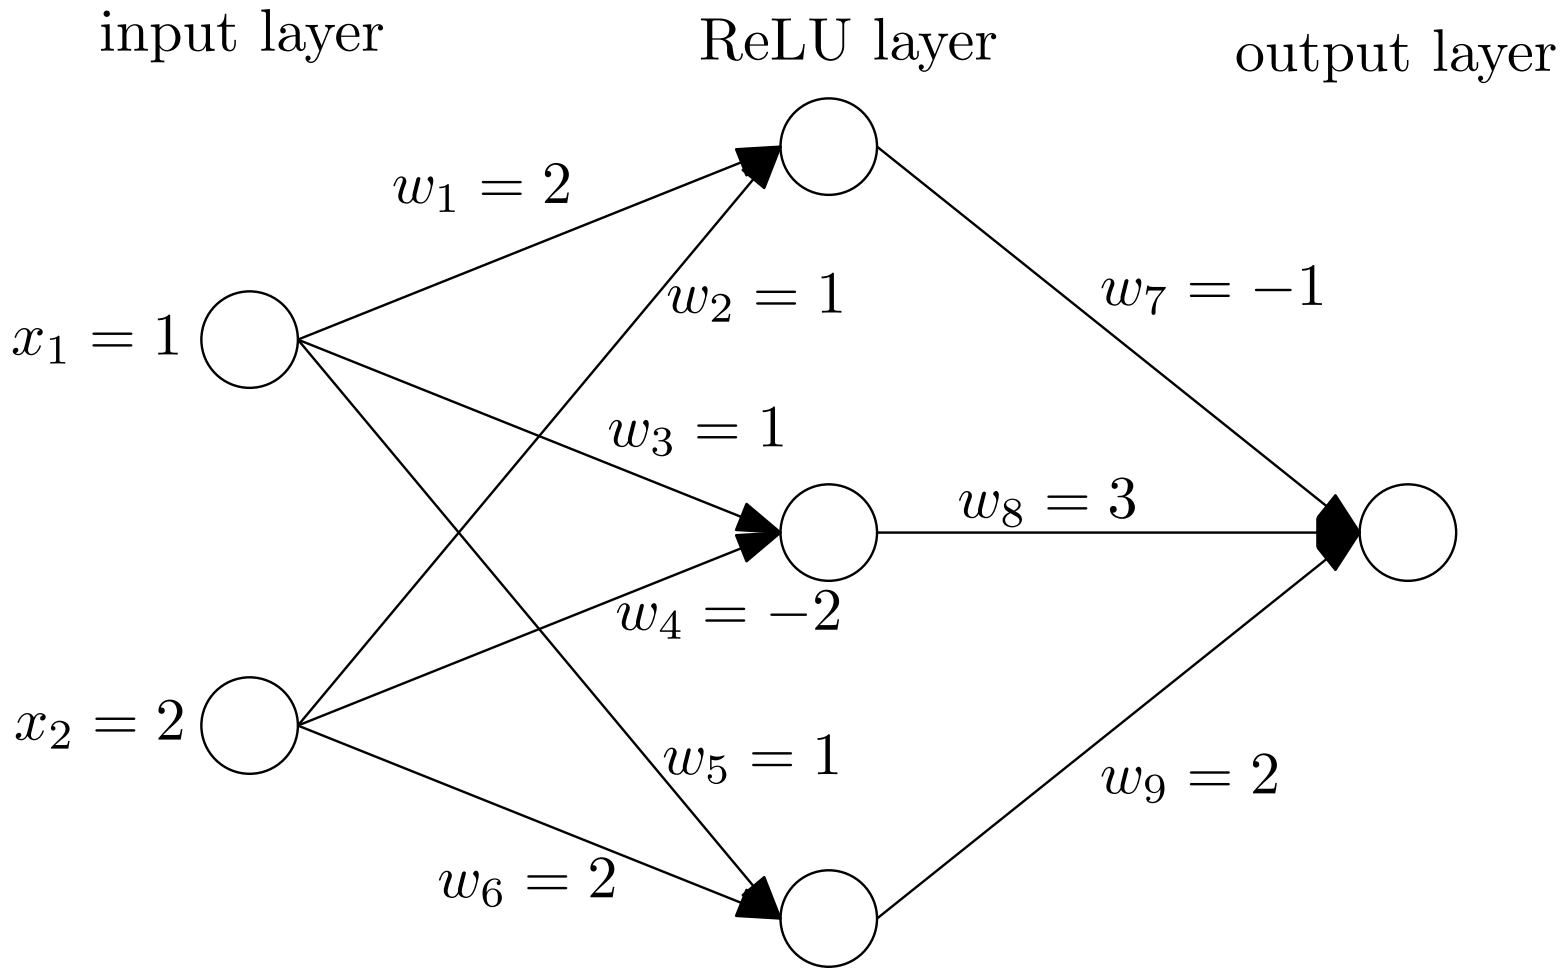 input layer
ReLU layer
output layer
w₁ = 2
w₂ = 1
w₇ = −1
x₁ = 1
w₃ = 1
w₈ = 3
w₄ = −2
x₂ = 2
w₅ = 1
w₉ = 2
w₆ = 2